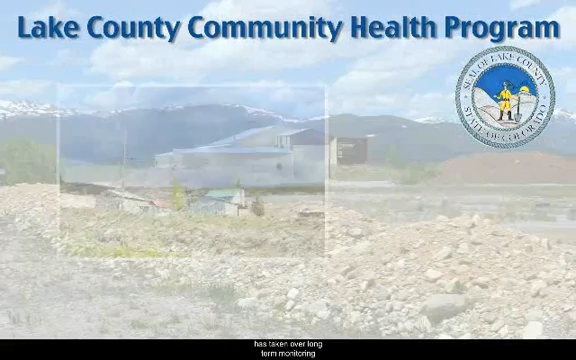 Lake County Community Health Program
SEAL OF LAKE COUNTY
STATE OF COLORADO
has taken over long
term monitoring